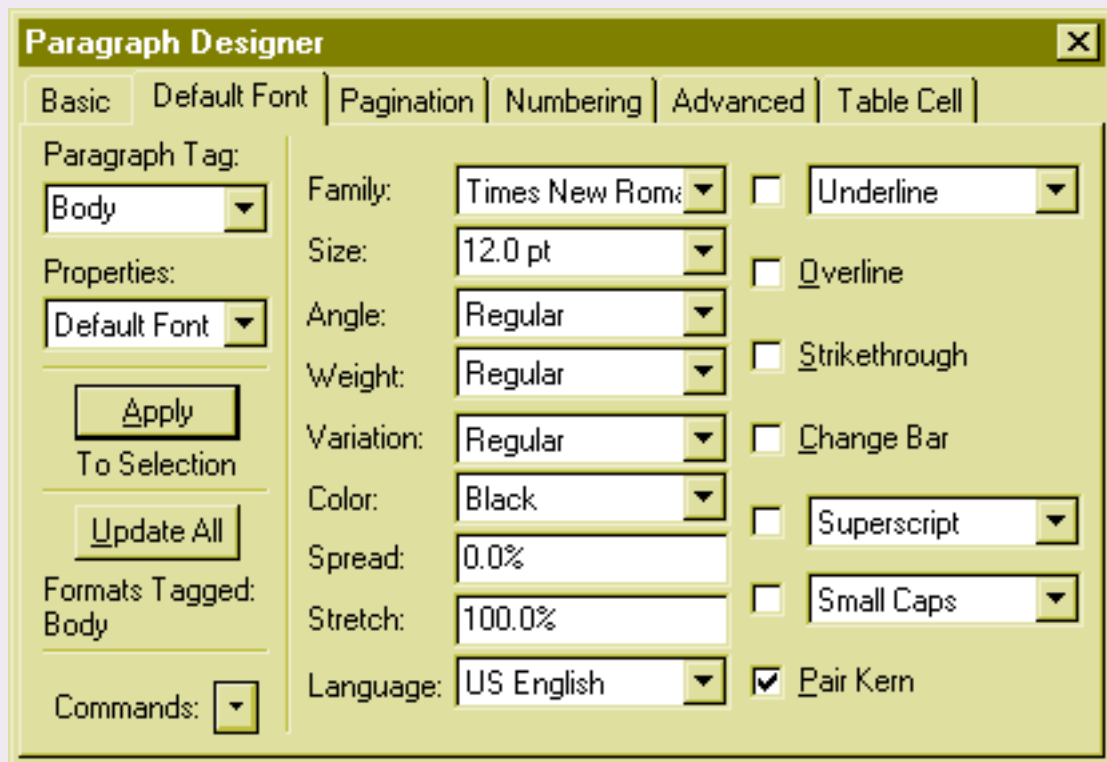 Paragraph Designer
Basic Default Font Pagination Numbering Advanced Table Cell
Paragraph Tag:
Body
Properties:
Default Font
Apply
To Selection
Update All
Formats Tagged:
Body
Commands:
Family: Times New Roma
Size: 12.0 pt
Angle: Regular
Weight: Regular
Variation: Regular
Color: Black
Spread: 0.0%
Stretch: 100.0%
Language: US English
Underline
Overline
Strikethrough
Change Bar
Superscript
Small Caps
Pair Kern